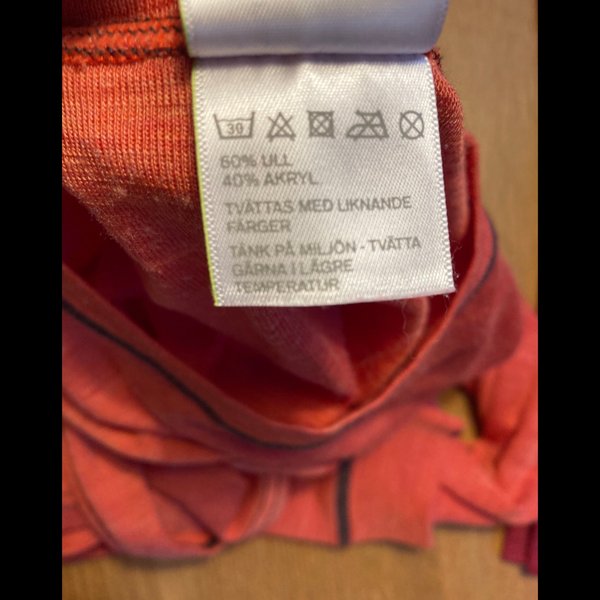 30
60% ULL
40% AKRYL
TVÄTTAS MED LIKNANDE
FÄRGER
TÄNK PÅ MILJÖN - TVÄTTA
GÄRNA I LÄGRE
TEMPERATUR